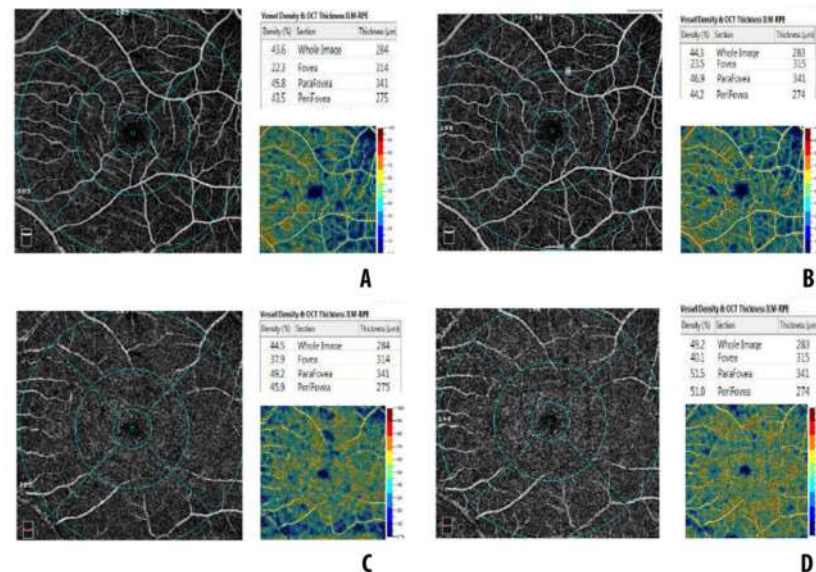 Vessel Density & OCT Thickness ILM-RPE
Density (%) Section Thickness (µm)
43.6 Whole Image 284
22.3 Fovea 314
45.8 ParaFovea 341
43.5 PeriFovea 275
A
Vessel Density & OCT Thickness ILM-RPE
Density (%) Section Thickness (µm)
44.3 Whole Image 283
23.5 Fovea 315
46.9 ParaFovea 341
44.2 PeriFovea 274
B
Vessel Density & OCT Thickness ILM-RPE
Density (%) Section Thickness (µm)
44.5 Whole Image 284
37.9 Fovea 314
49.2 ParaFovea 341
45.9 PeriFovea 275
C
Vessel Density & OCT Thickness ILM-RPE
Density (%) Section Thickness (µm)
49.2 Whole Image 283
40.1 Fovea 315
51.5 ParaFovea 341
51.0 PeriFovea 274
D